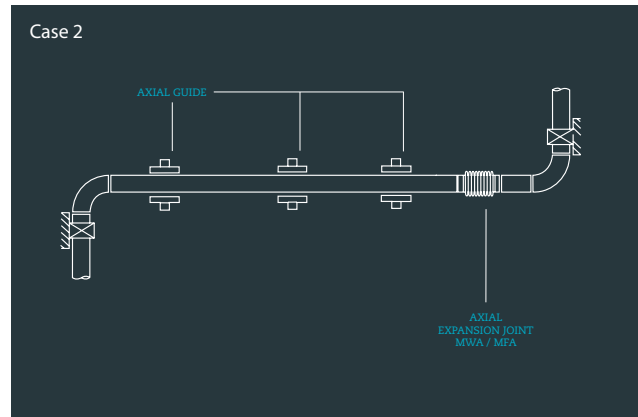 Case 2
AXIAL GUIDE
AXIAL
EXPANSION JOINT
MWA / MFA